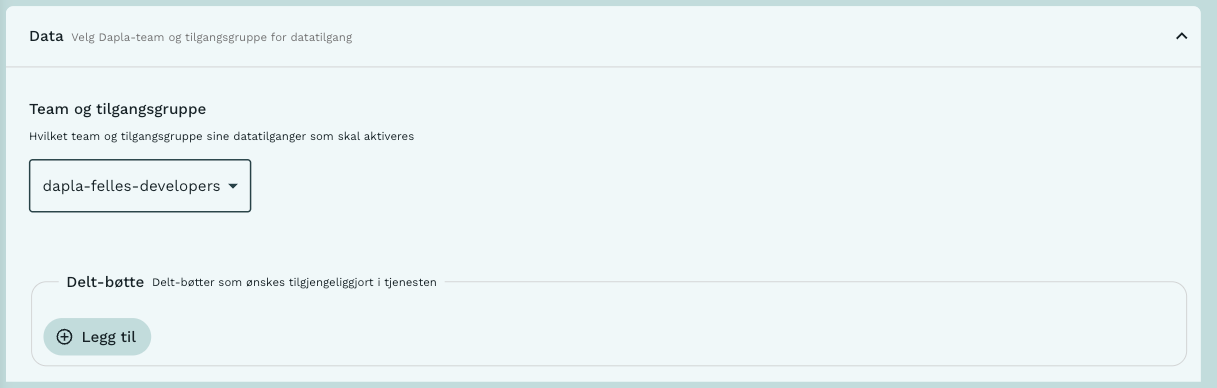 Data Velg Dapla-team og tilgangsgruppe for datatilgang
Team og tilgangsgruppe
Hvilket team og tilgangsgruppe sine datatilganger som skal aktiveres
dapla-felles-developers
Delt-bøtte Delt-bøtter som ønskes tilgjengeliggjort i tjenesten
Legg til